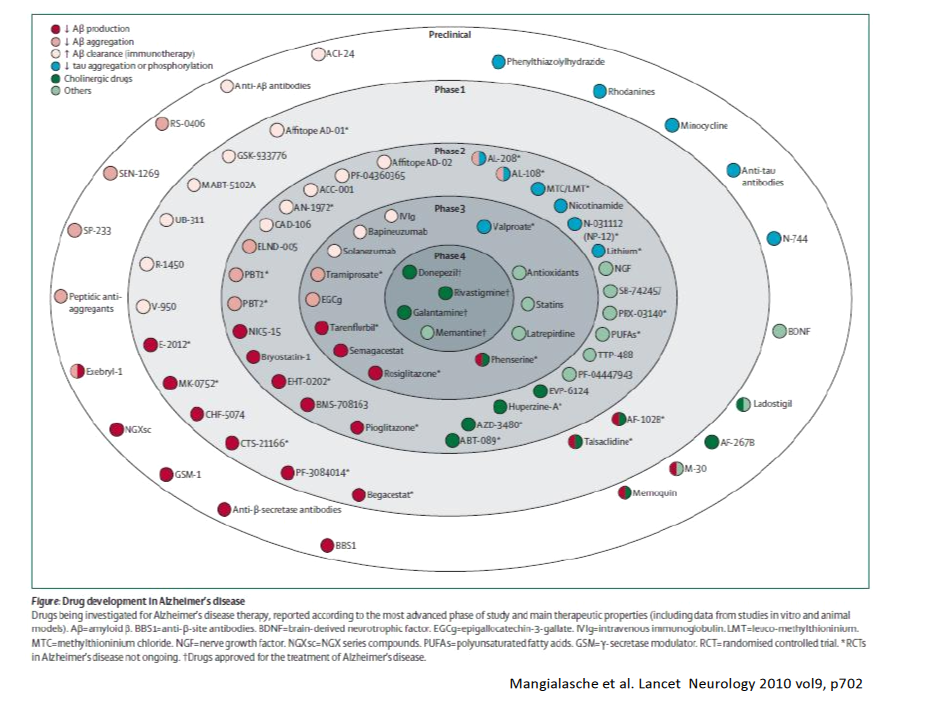 ↓ Aβ production
↓ Aβ aggregation
↑ Aβ clearance (immunotherapy)
↓ tau aggregation or phosphorylation
Cholinergic drugs
Others
Preclinical
ACI-24
Phenylthiazolylhydrazide
Anti-Aβ antibodies
Rhodanines
RS-0406
Minocycline
SEN-1269
Anti-tau
antibodies
SP-233
N-744
Peptidic anti-
aggregants
BDNF
Exebryl-1
Ladostigil
NGXsc
AF-267B
GSM-1
M-30
Memoquin
Anti-β-secretase antibodies
BBS1
Phase 1
Affitope AD-01*
GSK-933776
MABT-5102A
UB-311
R-1450
V-950
E-2012*
MK-0752*
CHF-5074
CTS-21166*
PF-3084014*
Begacestat*
AF-102B*
Talsaclidine*
Phase 2
Affitope AD-02
AL-208*
PF-04360365
AL-108*
ACC-001
MTC/LMT*
AN-1792*
Nicotinamide
CAD-106
N-031112
(NP-12)*
ELND-005
Lithium*
PBT1*
NGF
SB-742457
PBT2*
PRX-03140*
NIC5-15
PUFAs*
Bryostatin-1
TTP-488
EHT-0202*
PF-04447943
BMS-708163
EVP-6124
Huperzine-A*
Pioglitazone*
AZD-3480*
ABT-089*
Phase 3
IVIg
Bapineuzumab
Valproate*
Solanezumab
Tramiprosate*
Antioxidants
EGCg
Statins
Tarenflurbil*
Latrepirdine
Semagacestat
Phenserine*
Rosiglitazone*
Phase 4
Donepezil†
Rivastigmine†
Galantamine†
Memantine†
Figure: Drug development in Alzheimer's disease
Drugs being investigated for Alzheimer's disease therapy, reported according to the most advanced phase of study and main therapeutic properties (including data from studies in vitro and animal
models). Aβ=amyloid β. BBS1=anti-β-site antibodies. BDNF=brain-derived neurotrophic factor. EGCg=epigallocatechin-3-gallate. IVIg=intravenous immunoglobulin. LMT=leuco-methylthioninium.
MTC=methylthioninium chloride. NGF=nerve growth factor. NGXsc=NGX series compounds. PUFAs=polyunsaturated fatty acids. GSM=γ-secretase modulator. RCT=randomised controlled trial. *RCTs
in Alzheimer's disease not ongoing. †Drugs approved for the treatment of Alzheimer's disease.
Mangialasche et al. Lancet Neurology 2010 vol9, p702